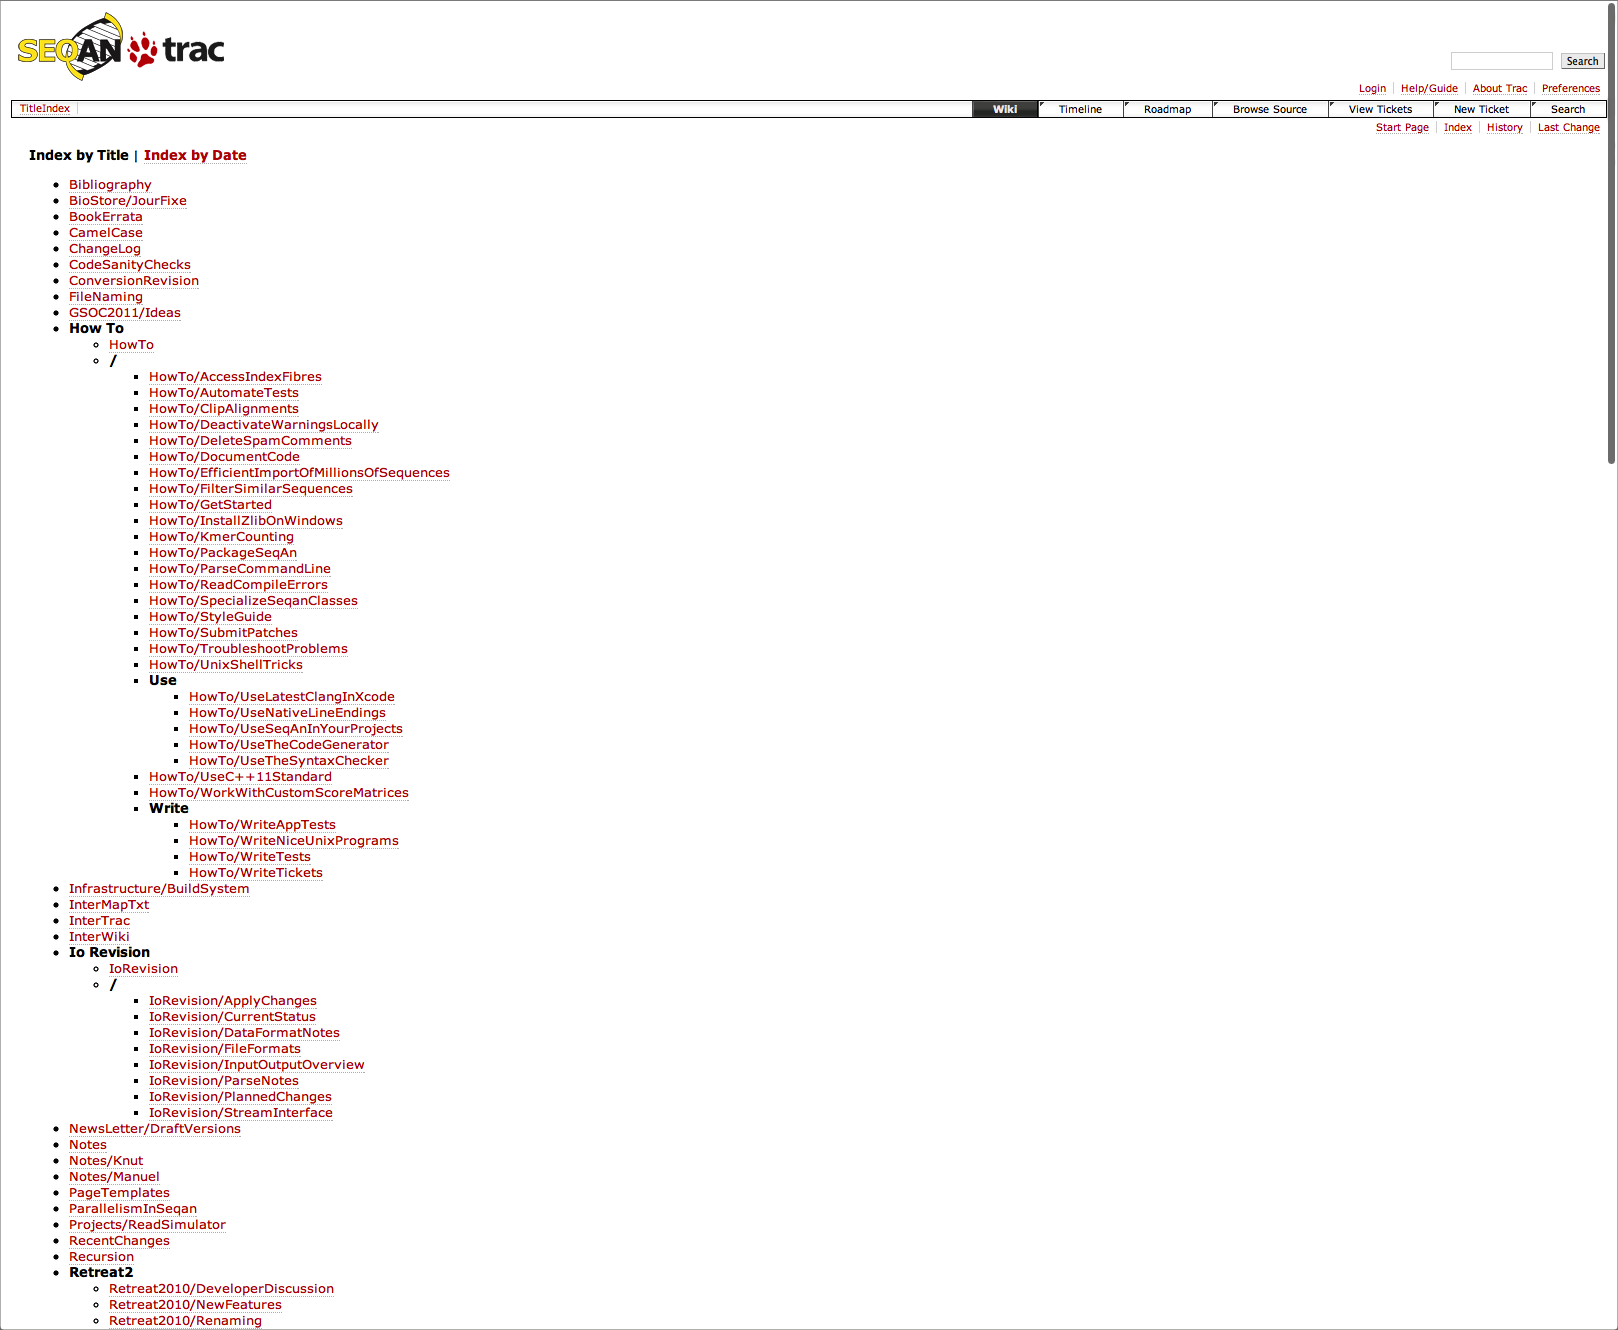 SEQAN trac
Search
Login Help/Guide About Trac Preferences
TitleIndex Wiki Timeline Roadmap Browse Source View Tickets New Ticket Search
Start Page Index History Last Change
Index by Title | Index by Date
Bibliography
BioStore/JourFixe
BookErrata
CamelCase
ChangeLog
CodeSanityChecks
ConversionRevision
FileNaming
GSOC2011/Ideas
How To
HowTo
/
HowTo/AccessIndexFibres
HowTo/AutomateTests
HowTo/ClipAlignments
HowTo/DeactivateWarningsLocally
HowTo/DeleteSpamComments
HowTo/DocumentCode
HowTo/EfficientImportOfMillionsOfSequences
HowTo/FilterSimilarSequences
HowTo/GetStarted
HowTo/InstallZlibOnWindows
HowTo/KmerCounting
HowTo/PackageSeqAn
HowTo/ParseCommandLine
HowTo/ReadCompileErrors
HowTo/SpecializeSeqanClasses
HowTo/StyleGuide
HowTo/SubmitPatches
HowTo/TroubleshootProblems
HowTo/UnixShellTricks
Use
HowTo/UseLatestClangInXcode
HowTo/UseNativeLineEndings
HowTo/UseSeqAnInYourProjects
HowTo/UseTheCodeGenerator
HowTo/UseTheSyntaxChecker
HowTo/UseC++11Standard
HowTo/WorkWithCustomScoreMatrices
Write
HowTo/WriteAppTests
HowTo/WriteNiceUnixPrograms
HowTo/WriteTests
HowTo/WriteTickets
Infrastructure/BuildSystem
InterMapTxt
InterTrac
InterWiki
Io Revision
IoRevision
/
IoRevision/ApplyChanges
IoRevision/CurrentStatus
IoRevision/DataFormatNotes
IoRevision/FileFormats
IoRevision/InputOutputOverview
IoRevision/ParseNotes
IoRevision/PlannedChanges
IoRevision/StreamInterface
NewsLetter/DraftVersions
Notes
Notes/Knut
Notes/Manuel
PageTemplates
ParallelismInSeqan
Projects/ReadSimulator
RecentChanges
Recursion
Retreat2
Retreat2010/DeveloperDiscussion
Retreat2010/NewFeatures
Retreat2010/Renaming